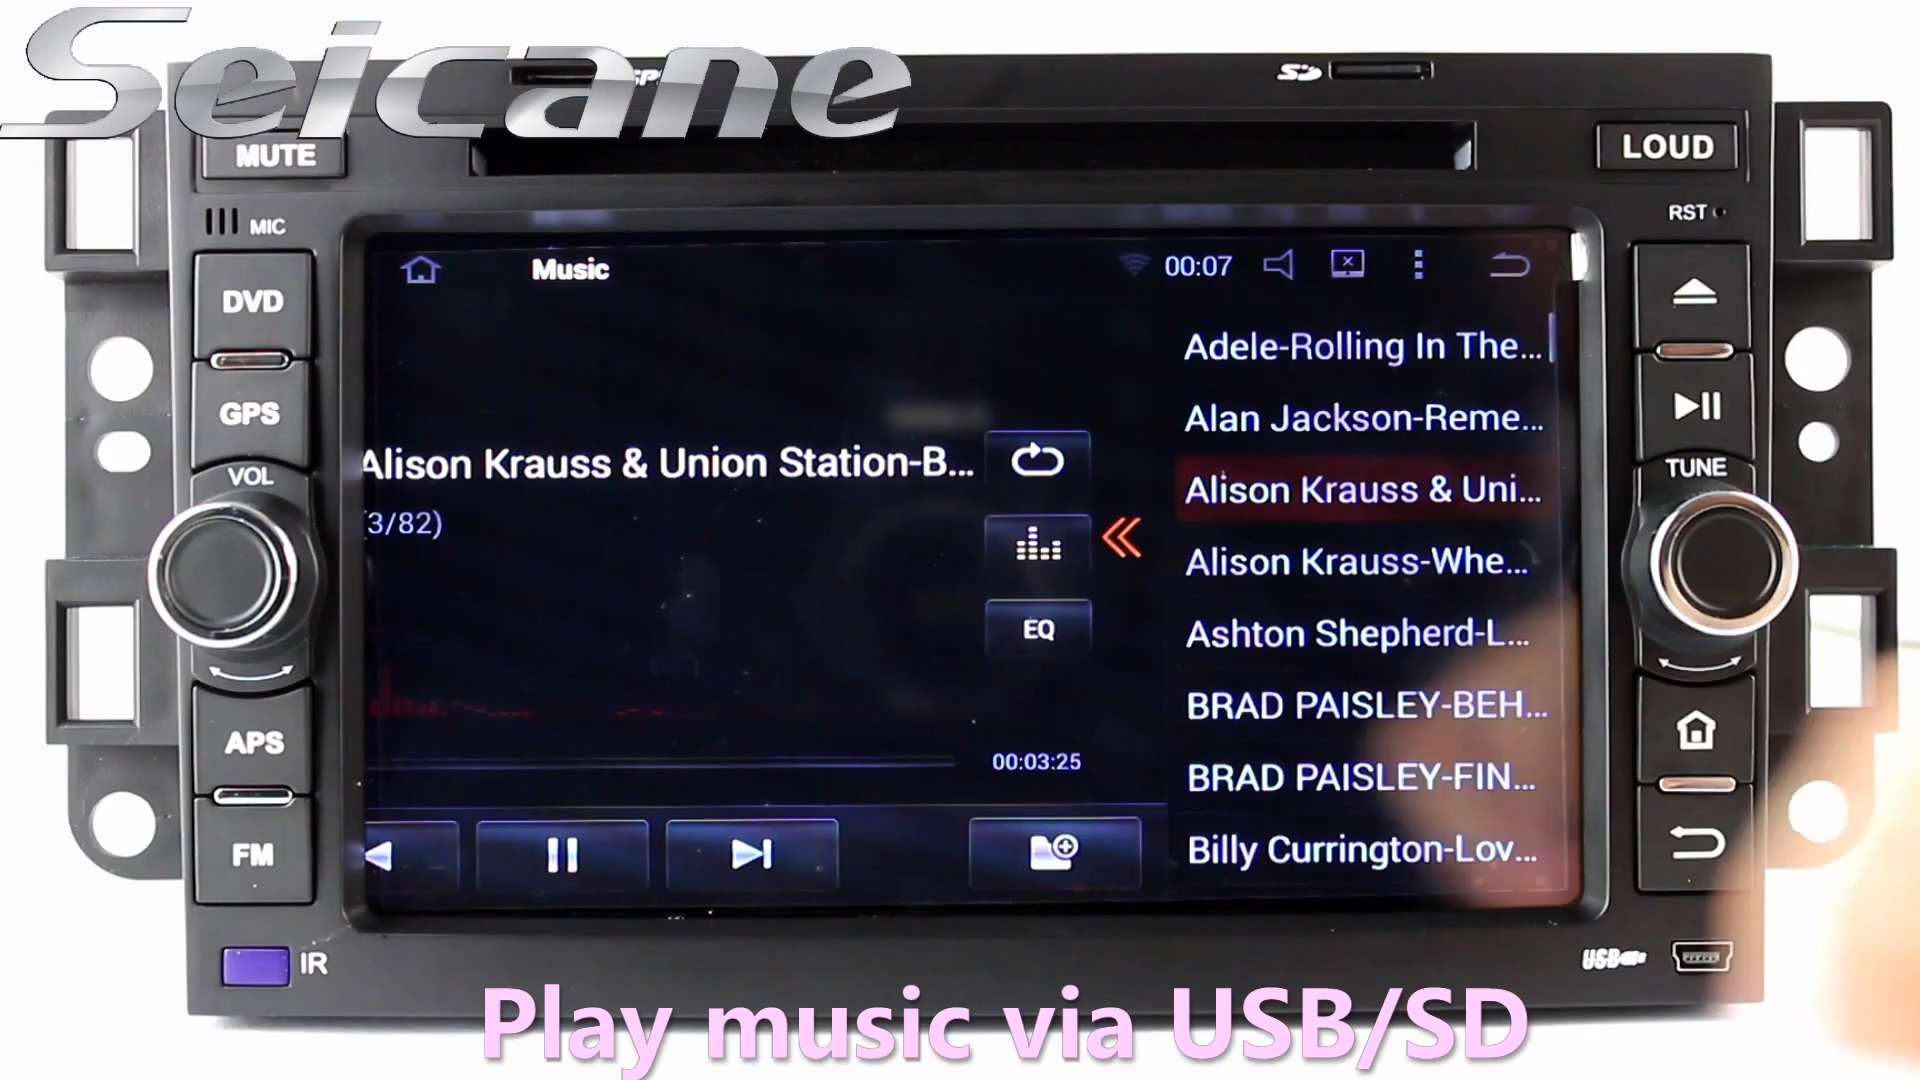 Seicane
SD
MUTE
LOUD
MIC
RST
DVD
GPS
VOL
APS
FM
IR
Music
00:07
Alison Krauss & Union Station-B...
(3/82)
EQ
00:03:25
Adele-Rolling In The...
Alan Jackson-Reme...
Alison Krauss & Uni...
Alison Krauss-Whe...
Ashton Shepherd-L...
BRAD PAISLEY-BEH...
BRAD PAISLEY-FIN...
Billy Currington-Lov...
TUNE
USB
Play music via USB/SD